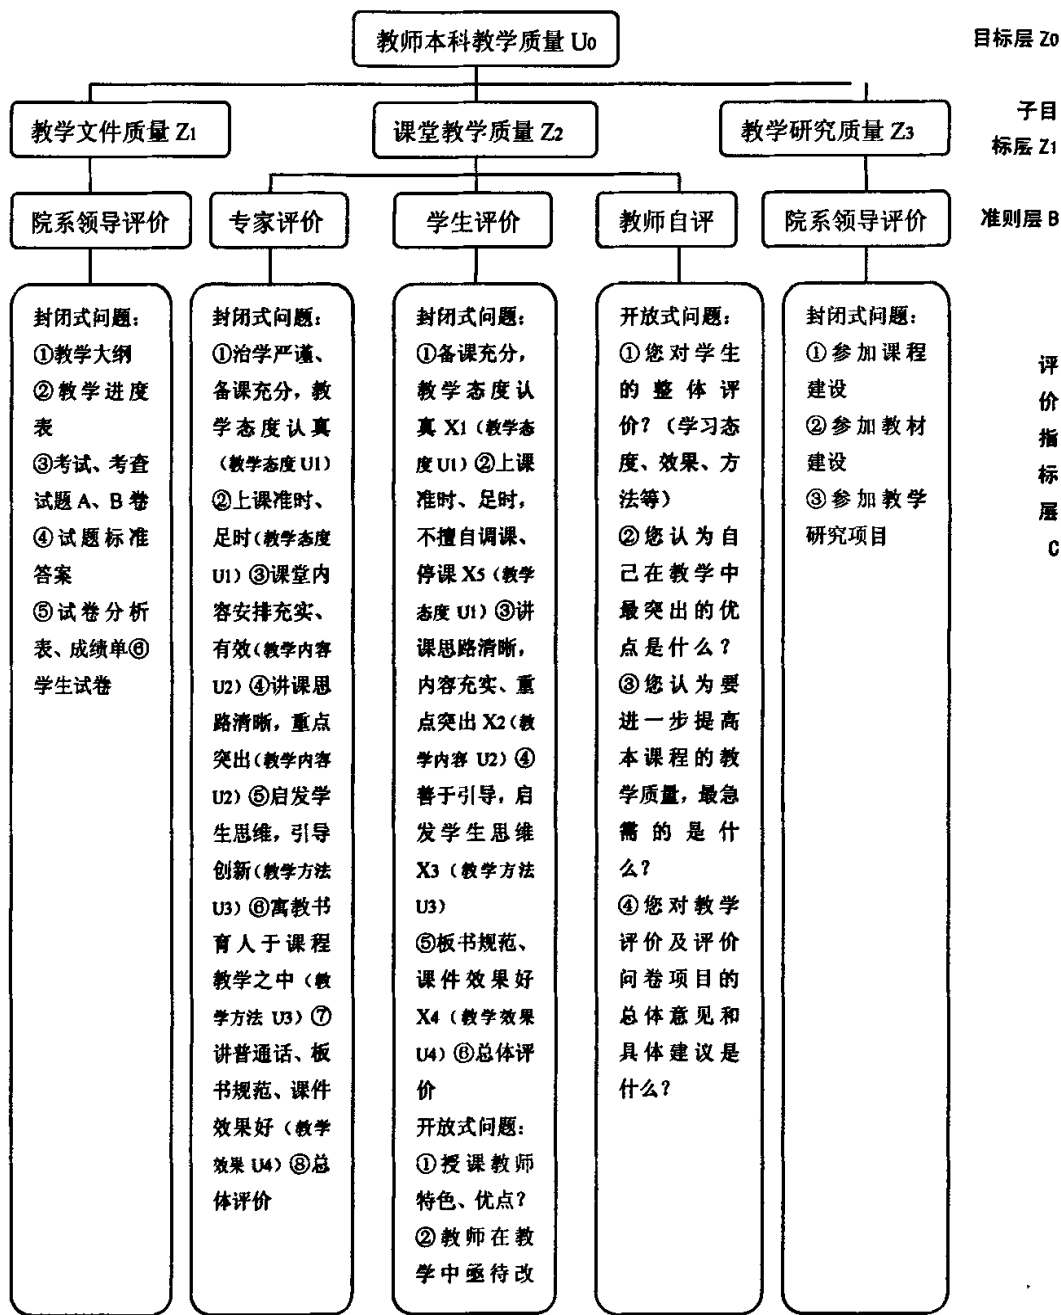 教师本科教学质量 U0
目标层 Z0
教学文件质量 Z1
课堂教学质量 Z2
教学研究质量 Z3
子目
标层 Z1
院系领导评价
专家评价
学生评价
教师自评
院系领导评价
准则层 B
封闭式问题：
①教学大纲
②教学进度
表
③考试、考查
试题 A、B 卷
④试题标准
答案
⑤试卷分析
表、成绩单⑥
学生试卷
封闭式问题：
①治学严谨、
备课充分，教
学态度认真
（教学态度 U1）
②上课准时、
足时（教学态度
U1）③课堂内
容安排充实、
有效（教学内容
U2）④讲课思
路清晰，重点
突出（教学内容
U2）⑤启发学
生思维，引导
创新（教学方法
U3）⑥寓教书
育人于课程
教学之中（教
学方法 U3）⑦
讲普通话、板
书规范、课件
效果好（教学
效果 U4）⑧总
体评价
封闭式问题：
①备课充分，
教学态度认
真 X1（教学态
度 U1）②上课
准时、足时，
不擅自调课、
停课 X5（教学
态度 U1）③讲
课思路清晰，
内容充实、重
点突出 X2（教
学内容 U2）④
善于引导，启
发学生思维
X3（教学方法
U3）
⑤板书规范、
课件效果好
X4（教学效果
U4）⑥总体评
价
开放式问题：
①授课教师
特色、优点？
②教师在教
学中亟待改
开放式问题：
①您对学生
的整体评
价？（学习态
度、效果、方
法等）
②您认为自
己在教学中
最突出的优
点是什么？
③您认为要
进一步提高
本课程的教
学质量，最急
需的是什
么？
④您对教学
评价及评价
问卷项目的
总体意见和
具体建议是
什么？
封闭式问题：
①参加课程
建设
②参加教材
建设
③参加教学
研究项目
评
价
指
标
层
C